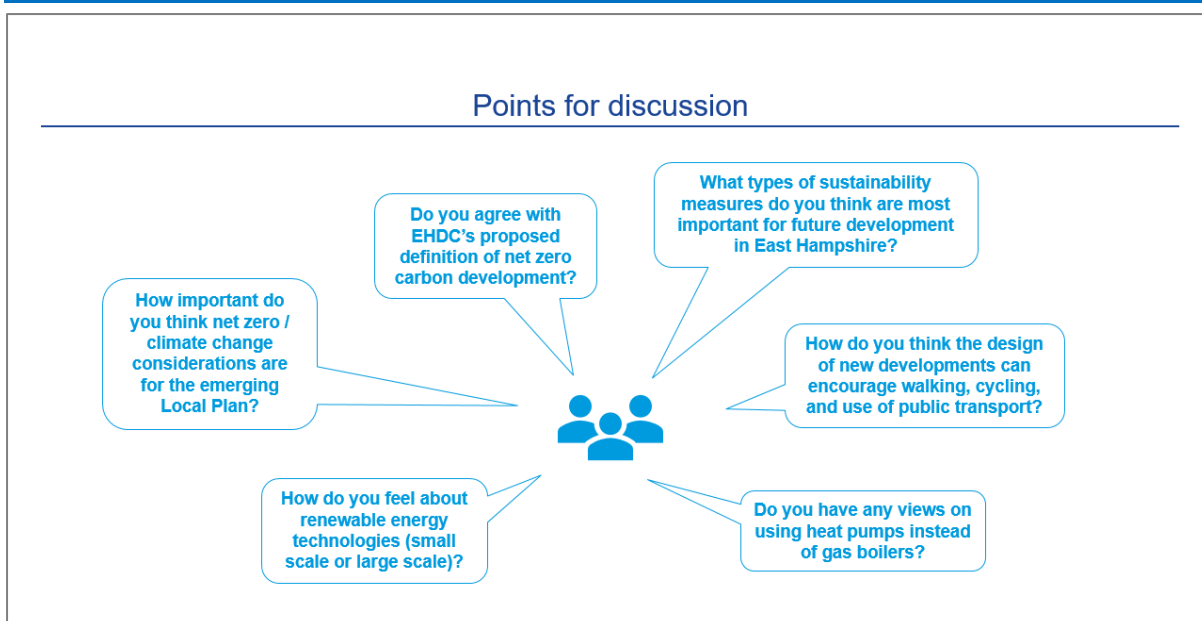 Points for discussion
Do you agree with
EHDC's proposed
definition of net zero
carbon development?
What types of sustainability
measures do you think are most
important for future development
in East Hampshire?
How important do
you think net zero /
climate change
considerations are
for the emerging
Local Plan?
How do you think the design
of new developments can
encourage walking, cycling,
and use of public transport?
How do you feel about
renewable energy
technologies (small
scale or large scale)?
Do you have any views on
using heat pumps instead
of gas boilers?